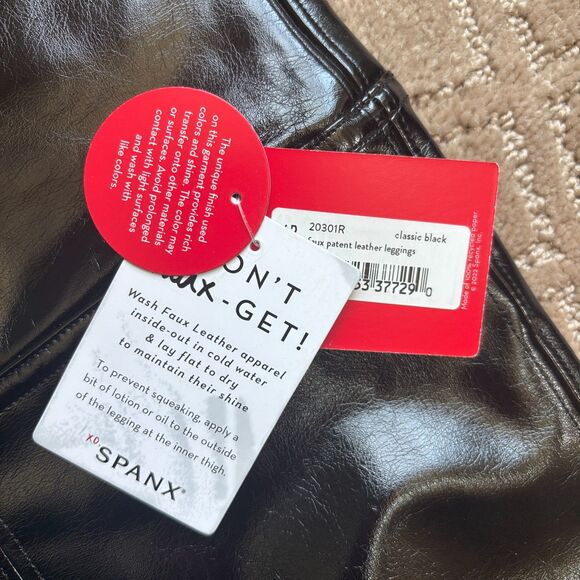 The unique finish used
on this garment provides rich
colors and shine. The color may
transfer onto other materials
or surfaces. Avoid prolonged
contact with light surfaces
and wash with
like colors.
20301R
classic black
faux patent leather leggings
37729 0
Made of 100% recycled paper
© 2022 Spanx, Inc.
ON'T
-GET!
Wash Faux Leather apparel
inside-out in cold water
& lay flat to dry
to maintain their shine
To prevent squeaking, apply a
bit of lotion or oil to the outside
of the legging at the inner thigh.
XO
SPANX®